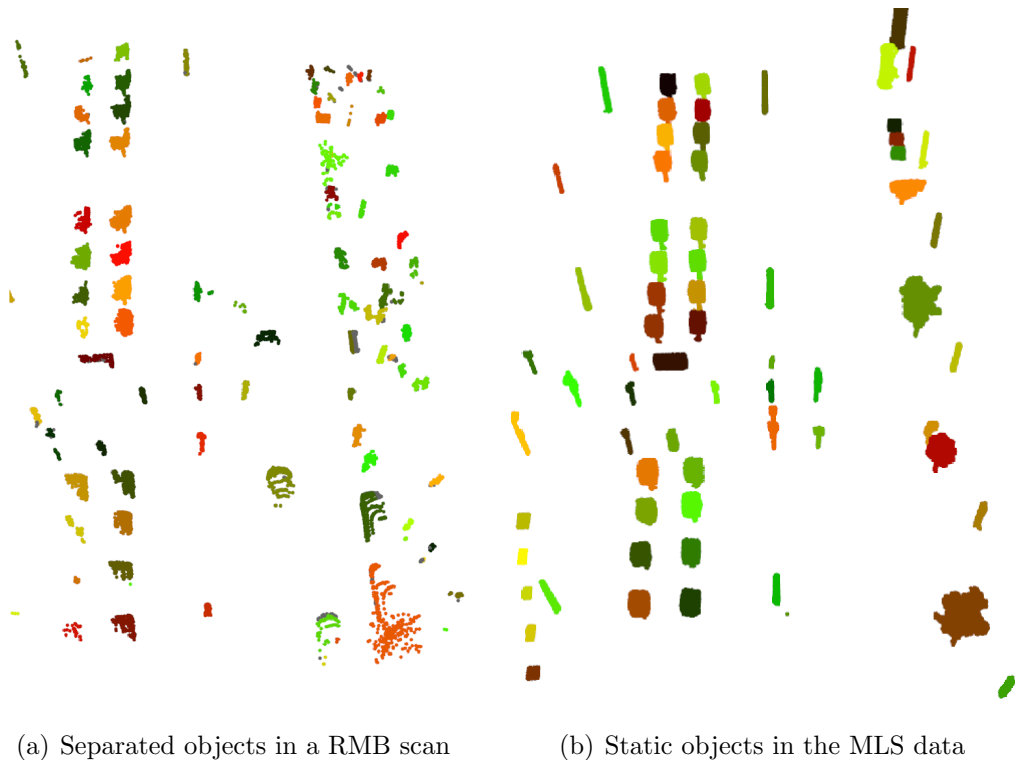 (a) Separated objects in a RMB scan
(b) Static objects in the MLS data